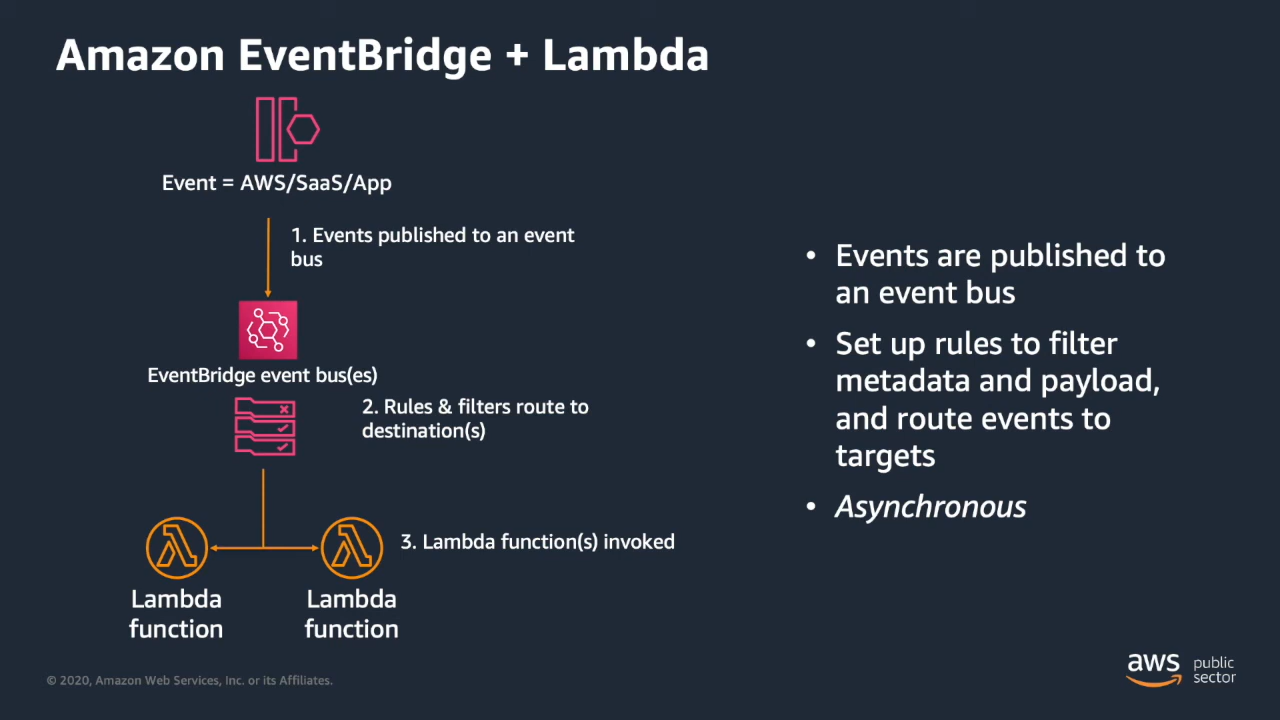 Amazon EventBridge + Lambda
Event = AWS/SaaS/App
1. Events published to an event
bus
EventBridge event bus(es)
2. Rules & filters route to
destination(s)
3. Lambda function(s) invoked
Lambda
function
Lambda
function
• Events are published to
an event bus
• Set up rules to filter
metadata and payload,
and route events to
targets
• Asynchronous
© 2020, Amazon Web Services, Inc. or its Affiliates.
aws public
sector